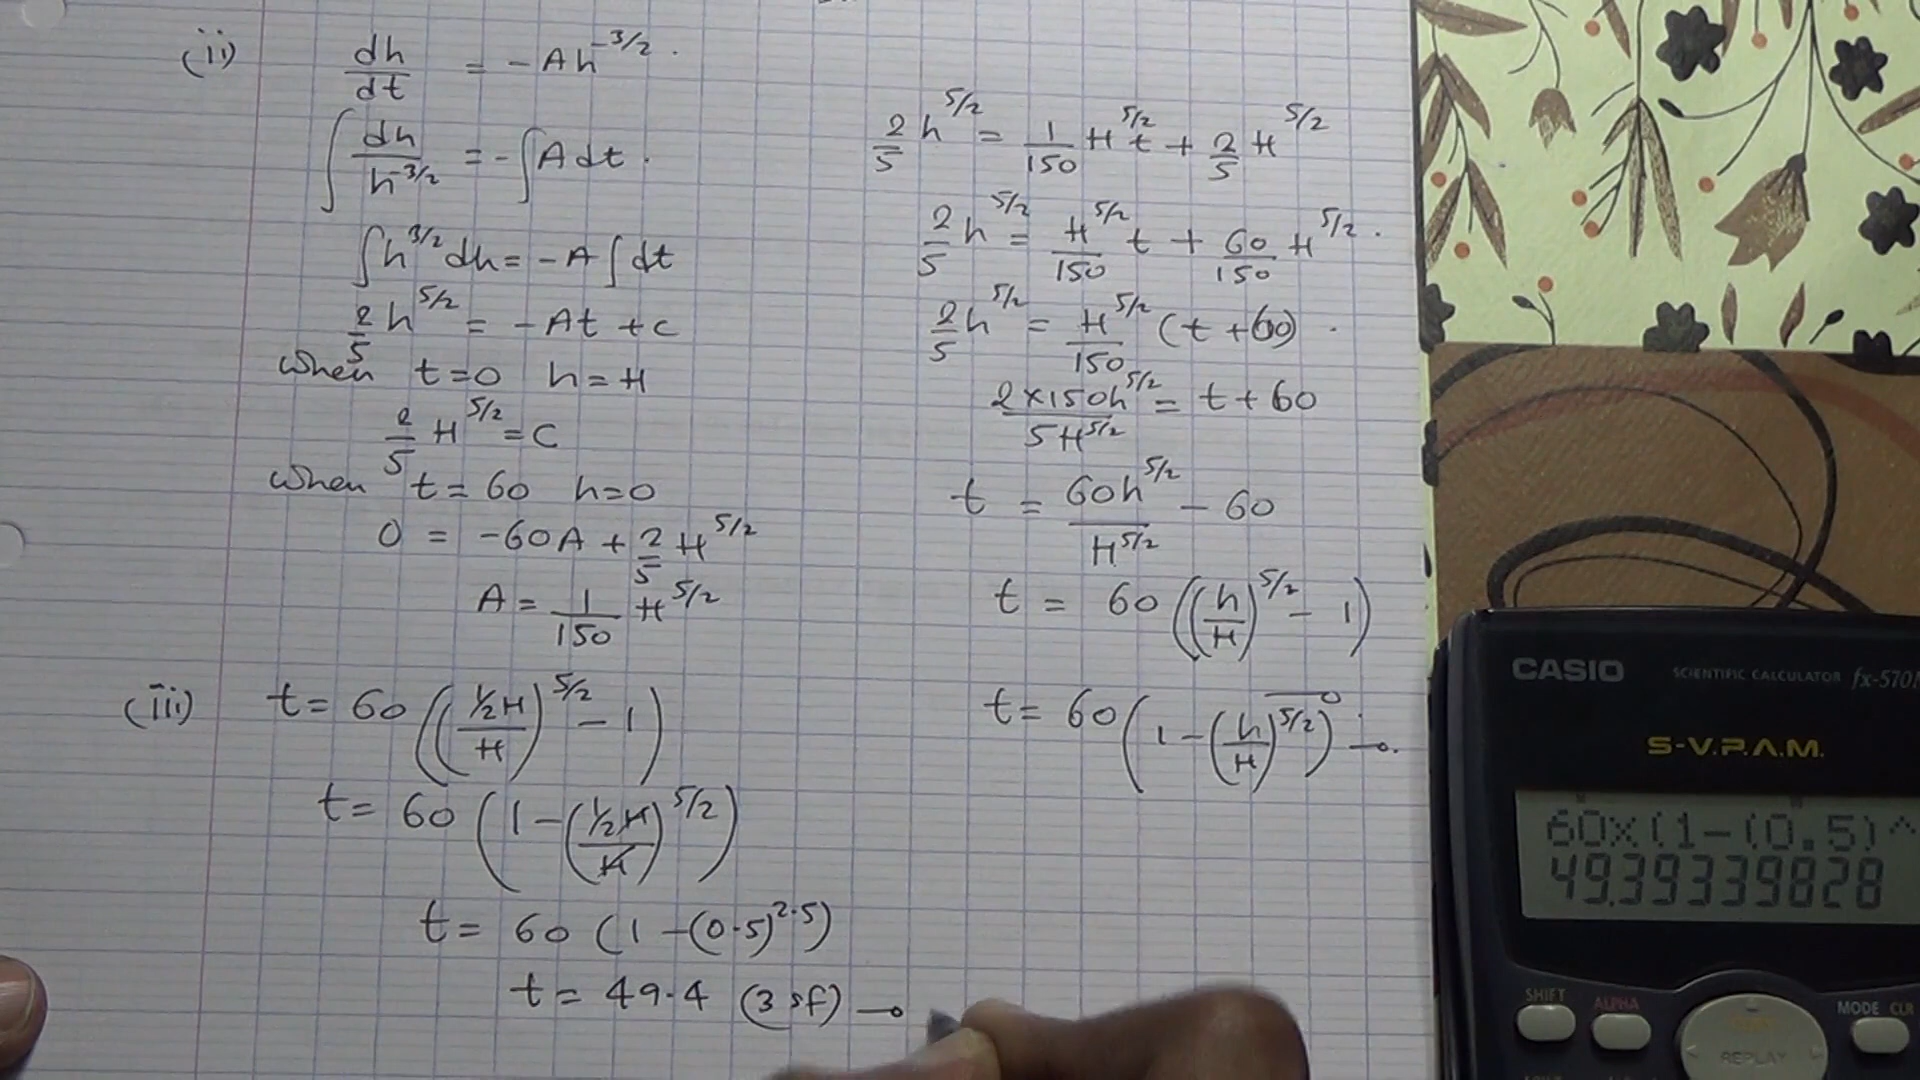 (ii) dh/dt = -Ah^-3/2.
∫ dh/h^-3/2 = -∫A dt.
∫h^3/2 dh = -A ∫dt
2/5 h^5/2 = -At + c
When t=0 h=H
2/5 H^5/2 = C
When t=60 h=0
0 = -60A + 2/5 H^5/2
A = 1/150 H^5/2
2/5 h^5/2 = 1/150 H^5/2 t + 2/5 H^5/2
2/5 h^5/2 = H^5/2/150 t + 60/150 H^5/2.
2/5 h^5/2 = H^5/2/150 (t+60).
2×150h^5/2/5H^5/2 = t+60
t = 60h^5/2/H^5/2 - 60
t = 60((h/H)^5/2 - 1)
t = 60(1-(h/H)^5/2)
(iii) t = 60((1/2H/H)^5/2 - 1)
t = 60(1-(1/2H/H)^5/2)
t = 60 (1-(0.5)^2.5)
t = 49.4 (3 sf)
CASIO SCIENTIFIC CALCULATOR
S-V.P.A.M.
60×(1-(0.5)^
49.39339828
SHIFT ALPHA MODE CLR
REPLAY